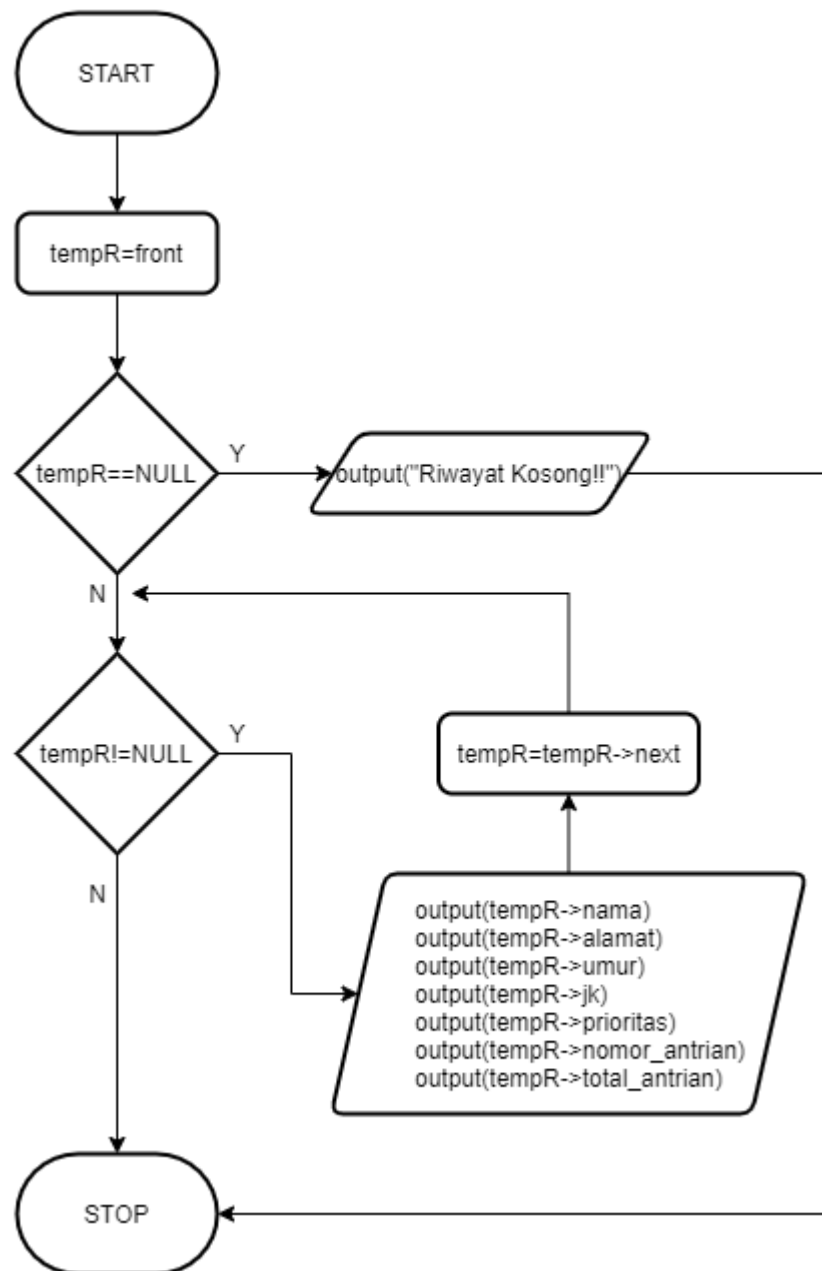 START
tempR=front
tempR==NULL
Y
output("Riwayat Kosong!!")
N
tempR!=NULL
Y
tempR=tempR->next
N
output(tempR->nama)
output(tempR->alamat)
output(tempR->umur)
output(tempR->jk)
output(tempR->prioritas)
output(tempR->nomor_antrian)
output(tempR->total_antrian)
STOP